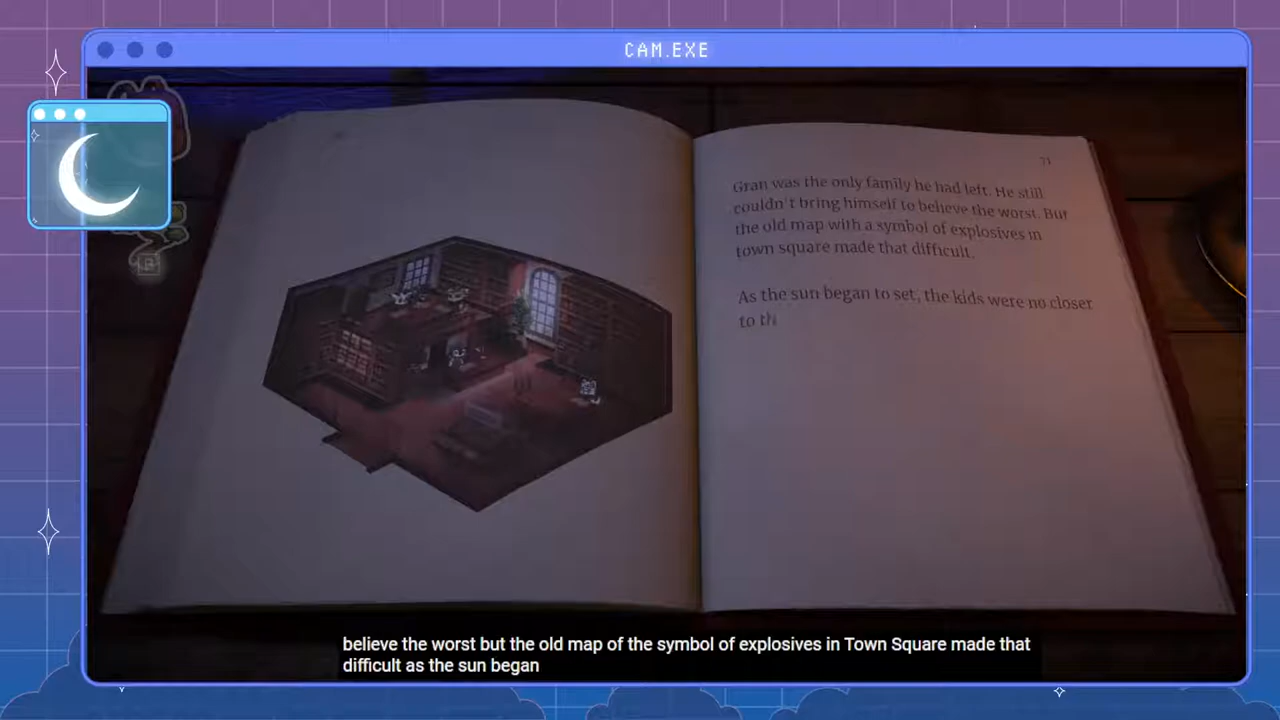 CAM.EXE
71
Gran was the only family he had left. He still
couldn't bring himself to believe the worst. But
the old map with a symbol of explosives in
town square made that difficult.
As the sun began to set, the kids were no closer
to th
believe the worst but the old map of the symbol of explosives in Town Square made that
difficult as the sun began